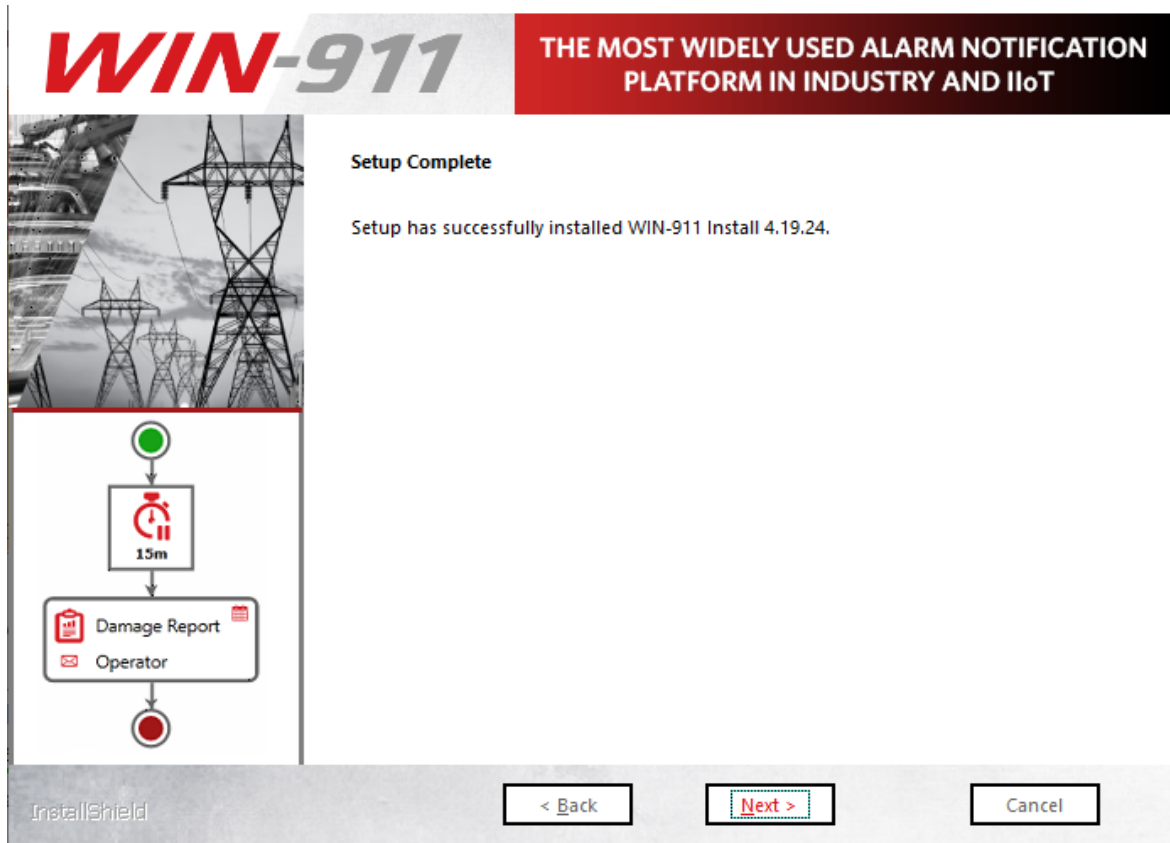 WIN-911
THE MOST WIDELY USED ALARM NOTIFICATION
PLATFORM IN INDUSTRY AND IIoT
Setup Complete
Setup has successfully installed WIN-911 Install 4.19.24.
15m
Damage Report
Operator
InstallShield
< Back
Next >
Cancel